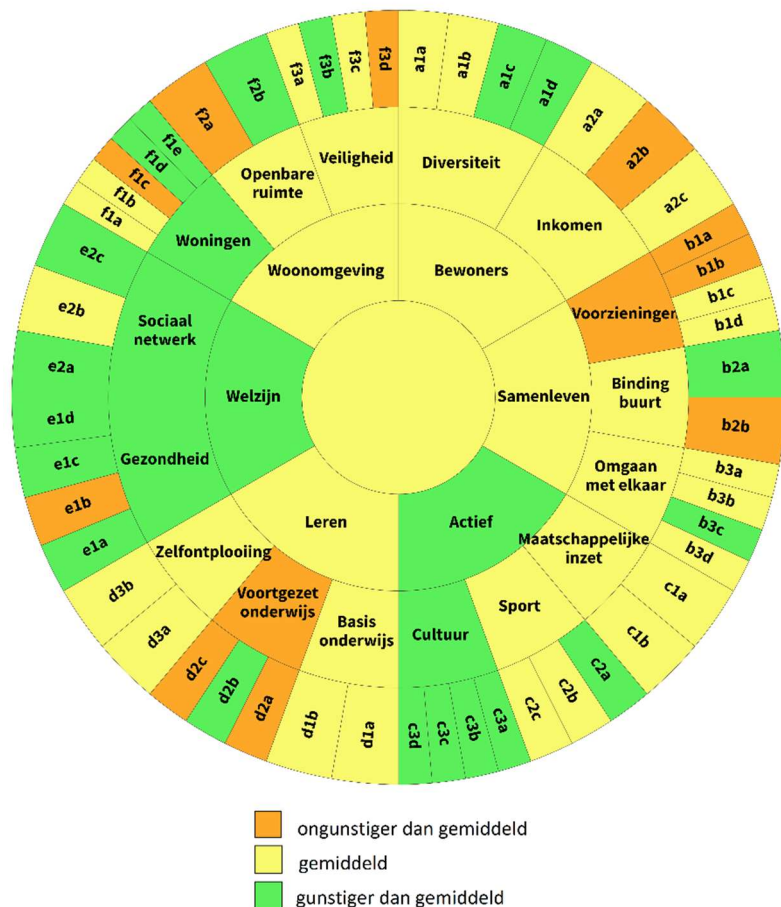 a1a
a1b
a1c
a1d
a2a
a2b
a2c
b1a
b1b
b1c
b1d
b2a
b2b
b3a
b3b
b3c
b3d
c1a
c1b
c2a
c2b
c2c
c3a
c3b
c3c
c3d
d1a
d1b
d2a
d2b
d2c
d3a
d3b
e1a
e1b
e1c
e1d
e2a
e2b
e2c
f1a
f1b
f1c
f1d
f1e
f2a
f2b
f3a
f3b
f3c
f3d
Diversiteit
Inkomen
Voorzieningen
Binding
buurt
Omgaan
met elkaar
Maatschappelijke
inzet
Sport
Cultuur
Basis
onderwijs
Voortgezet
onderwijs
Zelfontplooiing
Gezondheid
Sociaal
netwerk
Woningen
Openbare
ruimte
Veiligheid
Bewoners
Samenleven
Actief
Leren
Welzijn
Woonomgeving
ongunstiger dan gemiddeld
gemiddeld
gunstiger dan gemiddeld